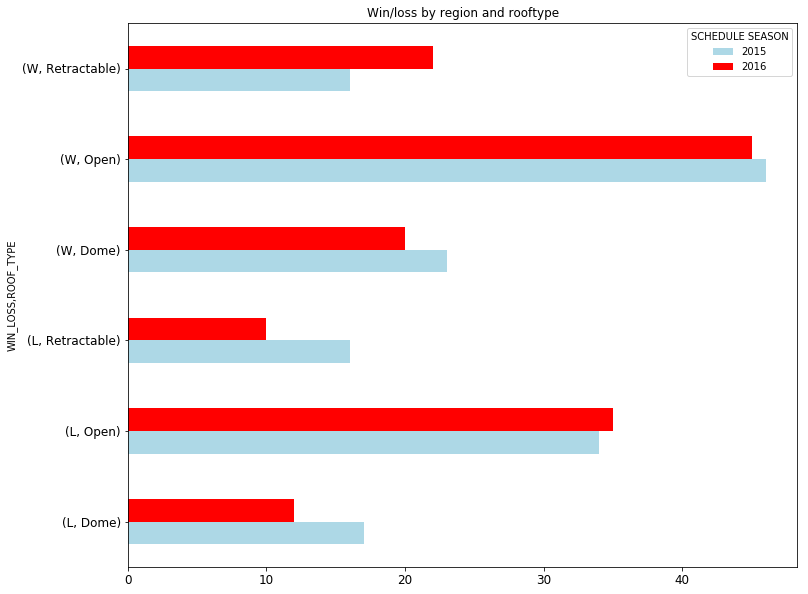 Win/loss by region and rooftype
SCHEDULE SEASON
2015
2016
WIN_LOSS,ROOF_TYPE
(W, Retractable)
(W, Open)
(W, Dome)
(L, Retractable)
(L, Open)
(L, Dome)
0 10 20 30 40